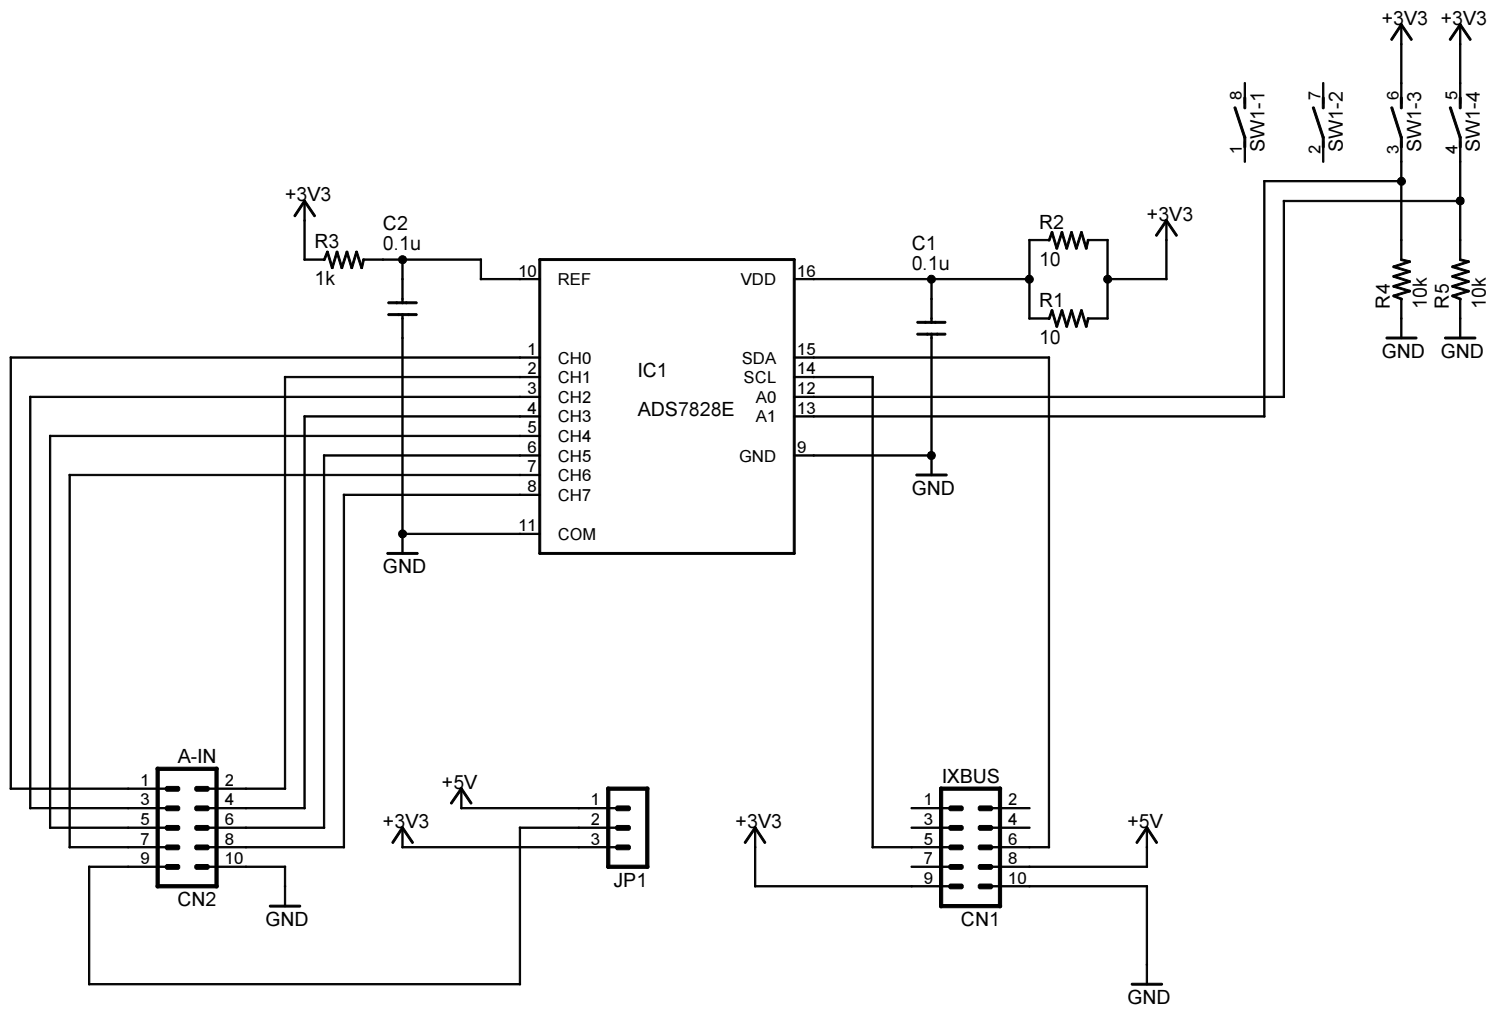 +3V3 +3V3
8 7 6 5
SW1-1 SW1-2 SW1-3 SW1-4
1 2 3 4
+3V3
C2
0.1u
R3
1k
C1
0.1u
R2
10
+3V3
R1
10
R4
10k
R5
10k
GND GND
10 REF VDD 16
1 CH0 SDA 15
2 CH1 SCL 14
3 CH2 A0 12
4 CH3 A1 13
5 CH4
6 CH5 GND 9
7 CH6
8 CH7
11 COM
IC1
ADS7828E
GND
GND
A-IN
1 2
3 4
5 6
7 8
9 10
CN2
GND
+5V
+3V3
1
2
3
JP1
IXBUS
+3V3
1 2
3 4
5 6
7 8
9 10
CN1
+5V
GND